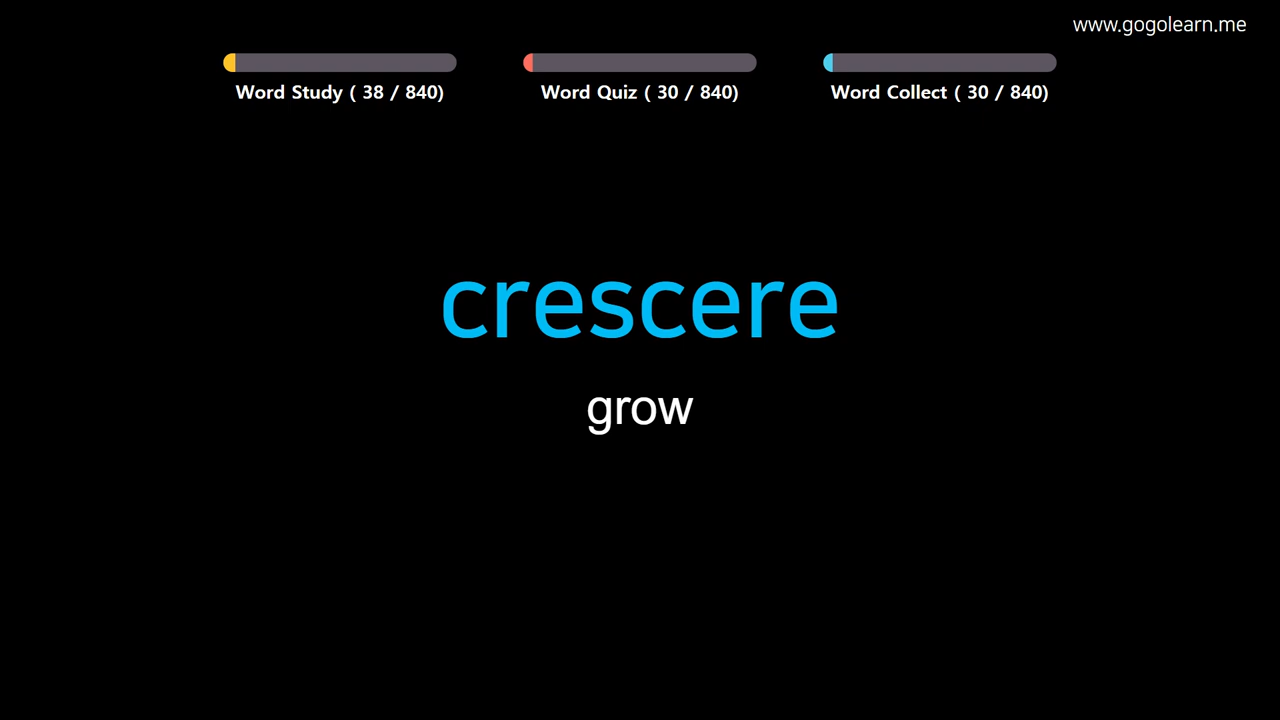 www.gogolearn.me
Word Study ( 38 / 840)
Word Quiz ( 30 / 840)
Word Collect ( 30 / 840)
crescere
grow